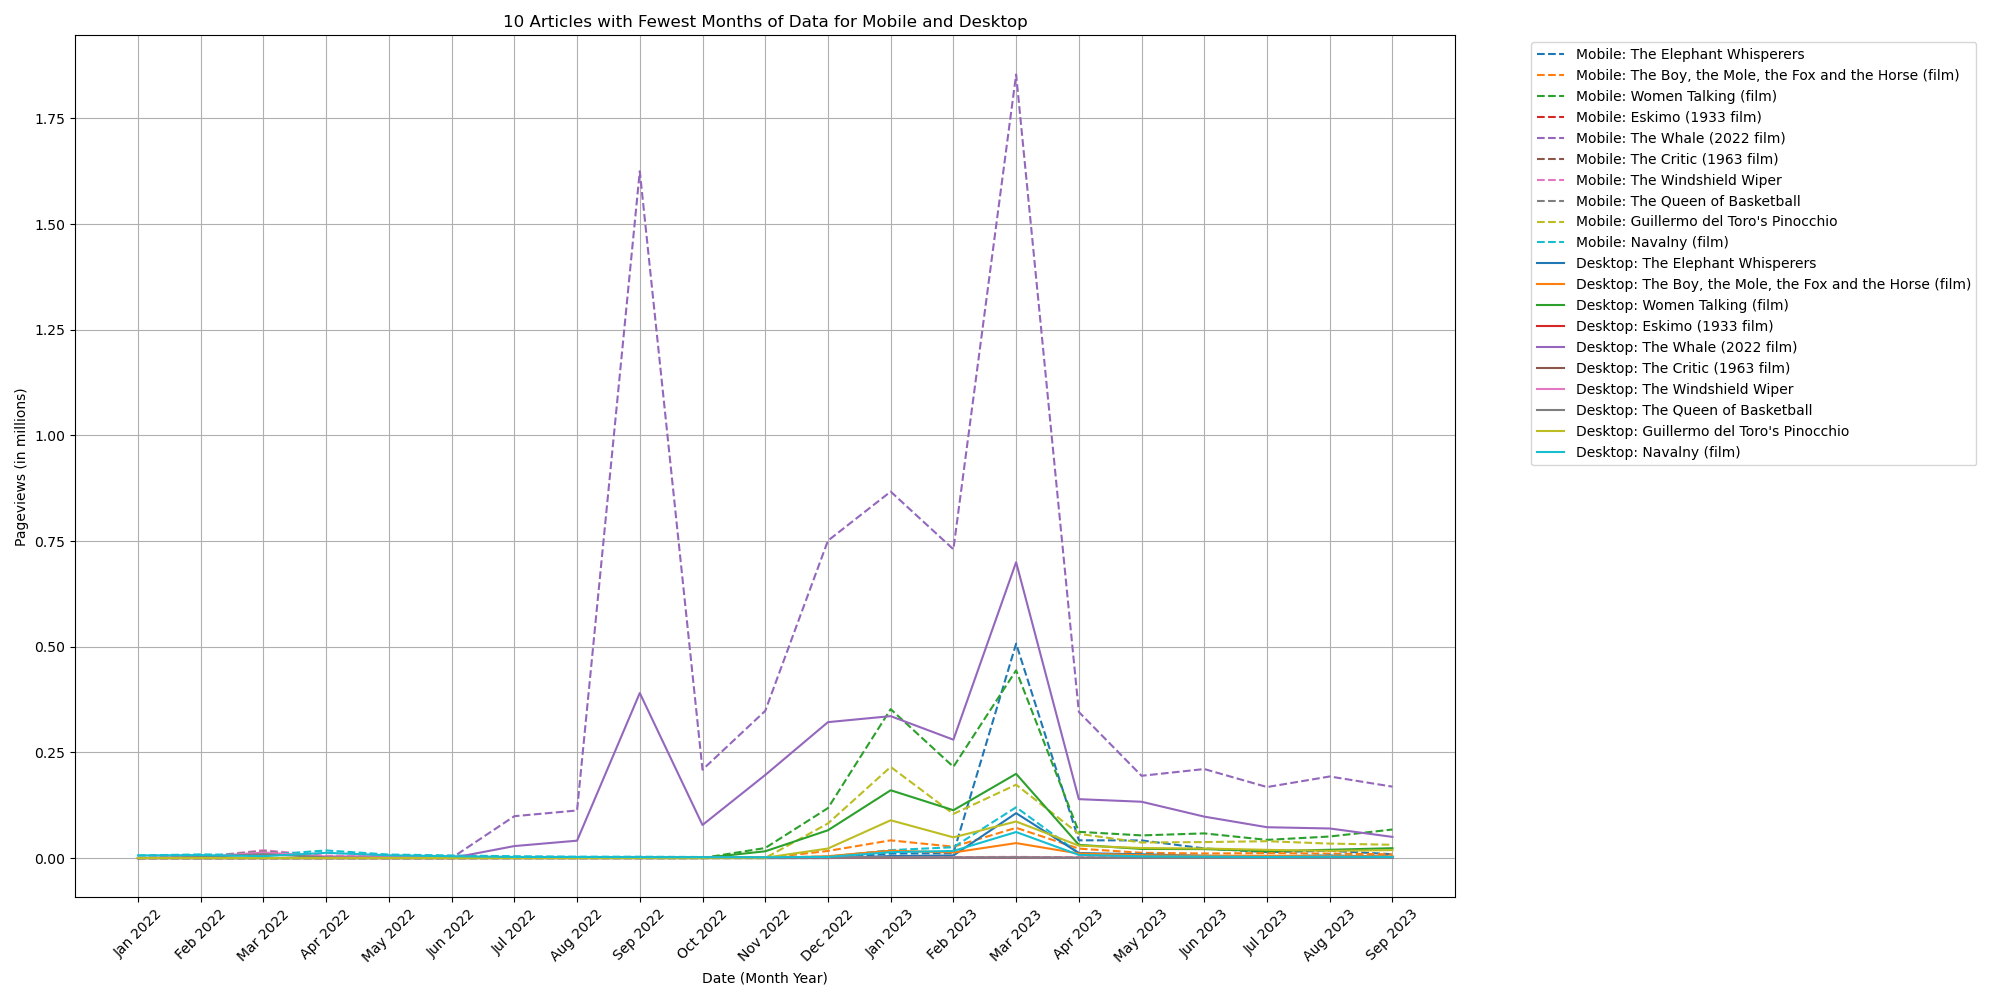 10 Articles with Fewest Months of Data for Mobile and Desktop
Pageviews (in millions)
1.75
1.50
1.25
1.00
0.75
0.50
0.25
0.00
Jan 2022
Feb 2022
Mar 2022
Apr 2022
May 2022
Jun 2022
Jul 2022
Aug 2022
Sep 2022
Oct 2022
Nov 2022
Dec 2022
Jan 2023
Feb 2023
Mar 2023
Apr 2023
May 2023
Jun 2023
Jul 2023
Aug 2023
Sep 2023
Date (Month Year)
Mobile: The Elephant Whisperers
Mobile: The Boy, the Mole, the Fox and the Horse (film)
Mobile: Women Talking (film)
Mobile: Eskimo (1933 film)
Mobile: The Whale (2022 film)
Mobile: The Critic (1963 film)
Mobile: The Windshield Wiper
Mobile: The Queen of Basketball
Mobile: Guillermo del Toro's Pinocchio
Mobile: Navalny (film)
Desktop: The Elephant Whisperers
Desktop: The Boy, the Mole, the Fox and the Horse (film)
Desktop: Women Talking (film)
Desktop: Eskimo (1933 film)
Desktop: The Whale (2022 film)
Desktop: The Critic (1963 film)
Desktop: The Windshield Wiper
Desktop: The Queen of Basketball
Desktop: Guillermo del Toro's Pinocchio
Desktop: Navalny (film)